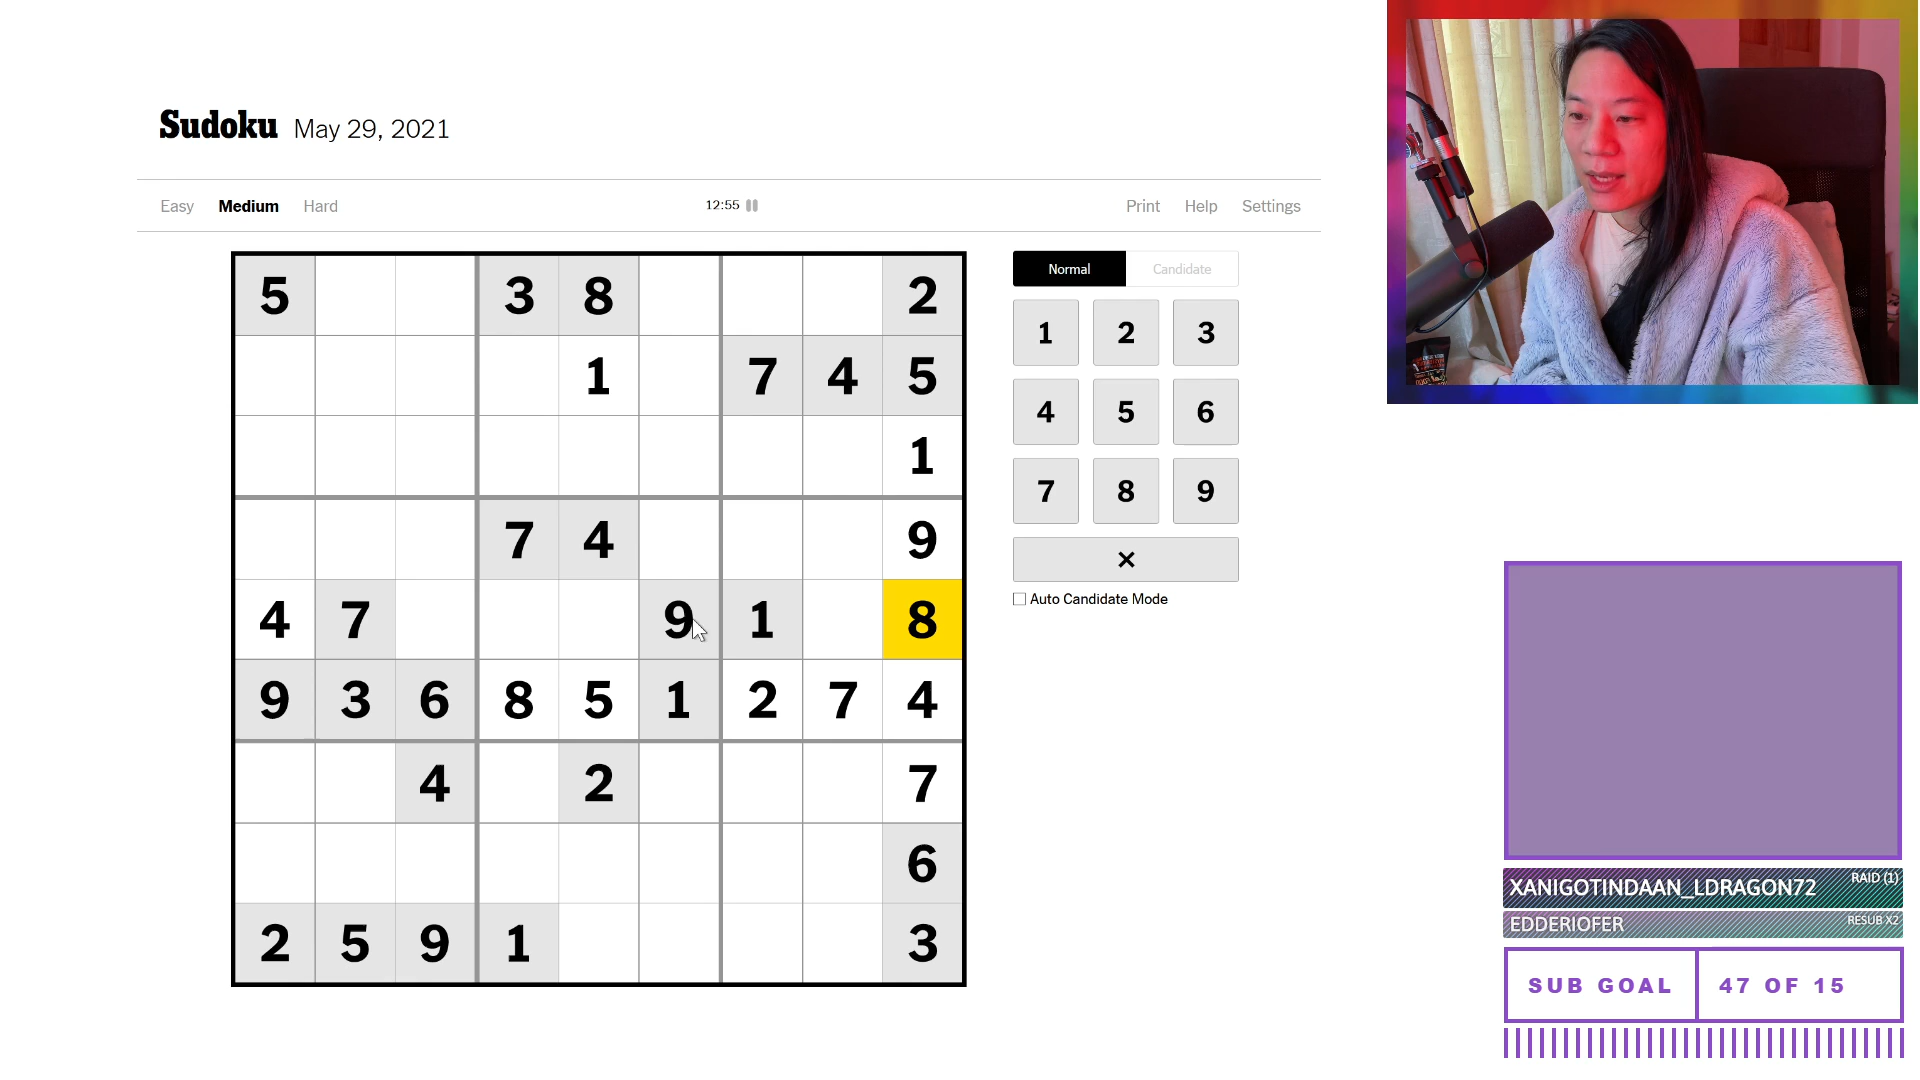 Sudoku May 29, 2021
Easy Medium Hard 12:55 Print Help Settings
5 3 8 2
1 7 4 5
1
7 4 9
4 7 9 1 8
9 3 6 8 5 1 2 7 4
4 2 7
6
2 5 9 1 3
Normal Candidate
1 2 3
4 5 6
7 8 9
×
Auto Candidate Mode
XANIGOTINDAAN_LDRAGON72 RAID (1)
EDDERIOFER RESUB X2
SUB GOAL 47 OF 15